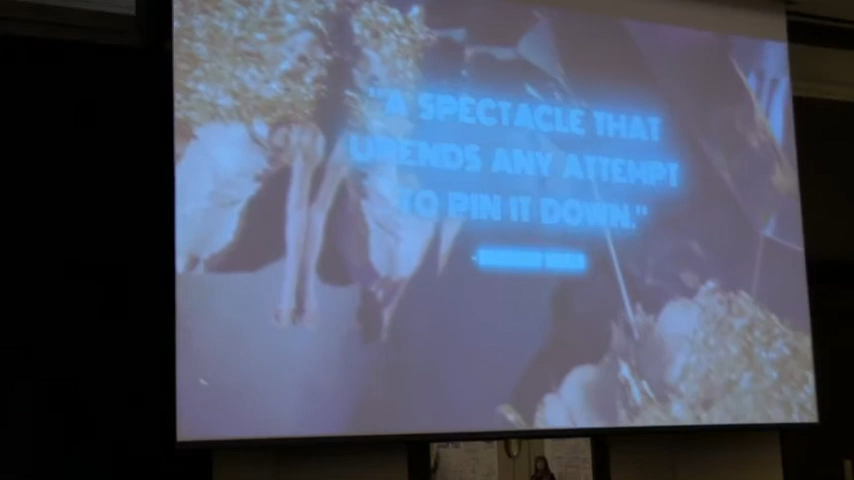 "A SPECTACLE THAT
UPENDS ANY ATTEMPT
TO PIN IT DOWN."